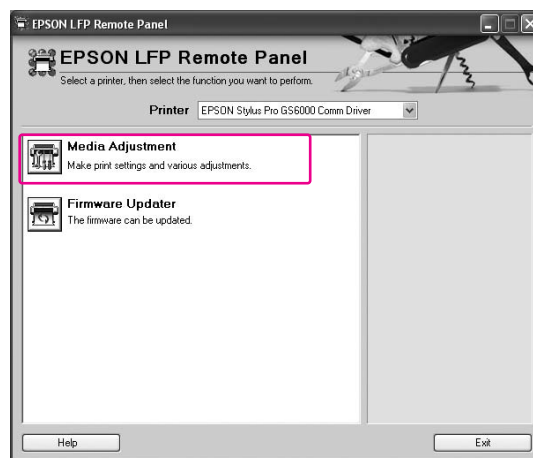 EPSON LFP Remote Panel
EPSON LFP Remote Panel
Select a printer, then select the function you want to perform.
Printer EPSON Stylus Pro GS6000 Comm Driver
Media Adjustment
Make print settings and various adjustments.
Firmware Updater
The firmware can be updated.
Help Exit